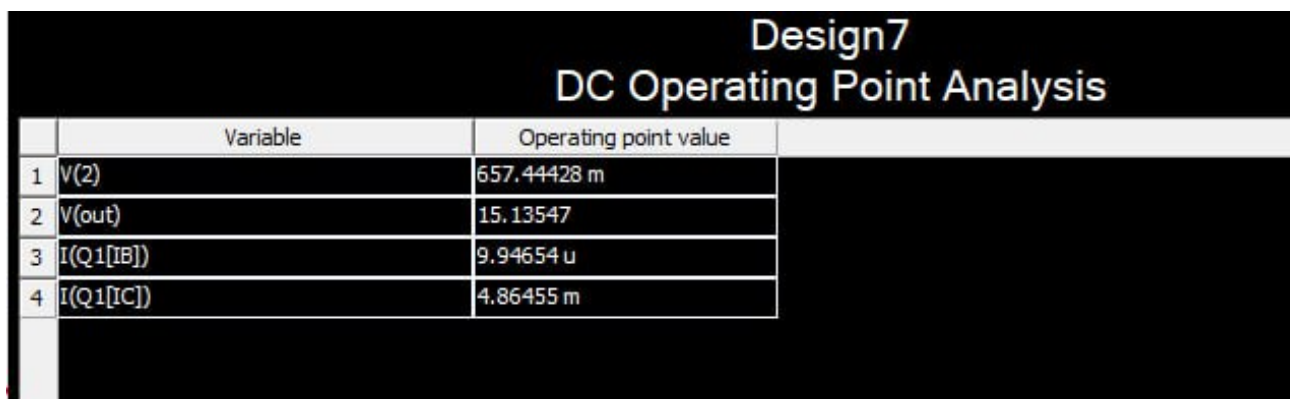 Design7
DC Operating Point Analysis
Variable Operating point value
1 V(2) 657.44428 m
2 V(out) 15.13547
3 I(Q1[IB]) 9.94654 u
4 I(Q1[IC]) 4.86455 m